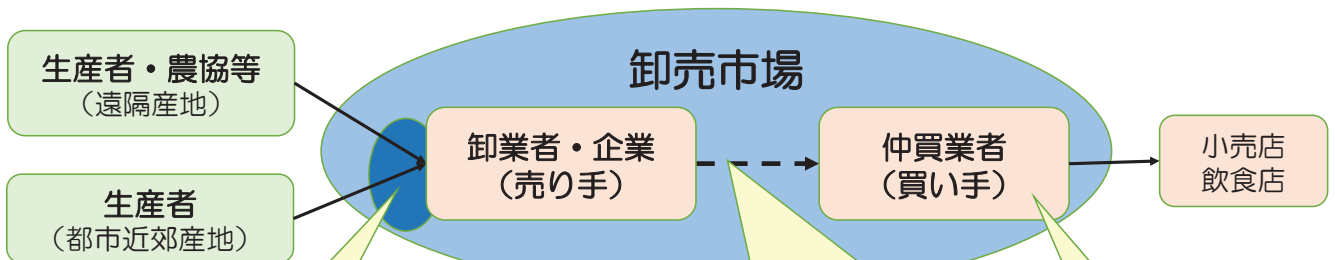 卸売市場
生産者・農協等
（遠隔産地）
生産者
（都市近郊産地）
卸業者・企業
（売り手）
仲買業者
（買い手）
小売店
飲食店